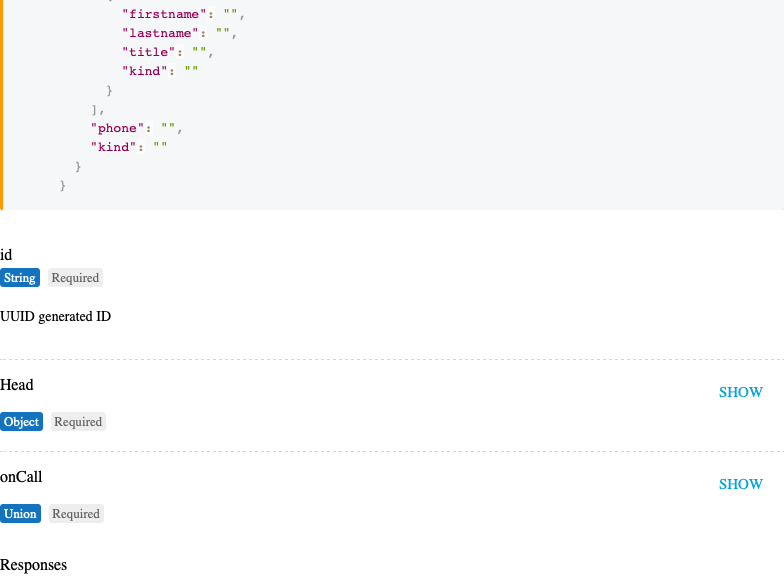 "firstname": "",
"lastname": "",
"title": "",
"kind": ""
}
],
"phone": "",
"kind": ""
}
}
id
String Required
UUID generated ID
Head
SHOW
Object Required
onCall
SHOW
Union Required
Responses